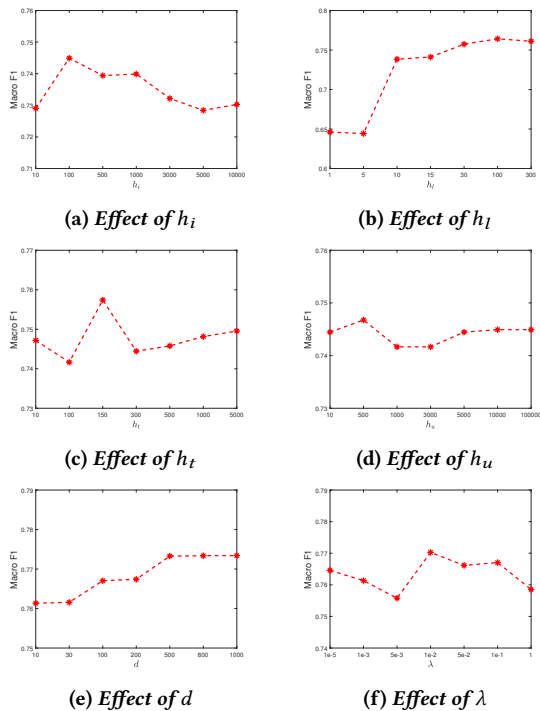 0.76
0.75
0.74
0.73
0.72
0.71
Macro F1
10 100 500 1000 3000 5000 10000
h_i
(a) Effect of h_i
0.8
0.75
0.7
0.65
0.6
Macro F1
1 5 10 15 30 100 300
h_l
(b) Effect of h_l
0.77
0.76
0.75
0.74
0.73
Macro F1
10 100 150 300 500 1000 5000
h_t
(c) Effect of h_t
0.76
0.75
0.74
0.73
Macro F1
10 500 1000 3000 5000 10000 100000
h_u
(d) Effect of h_u
0.79
0.78
0.77
0.76
0.75
Macro F1
10 30 100 200 500 800 1000
d
(e) Effect of d
0.79
0.78
0.77
0.76
0.75
0.74
Macro F1
1e-5 1e-3 5e-3 1e-2 5e-2 1e-1 1
λ
(f) Effect of λ